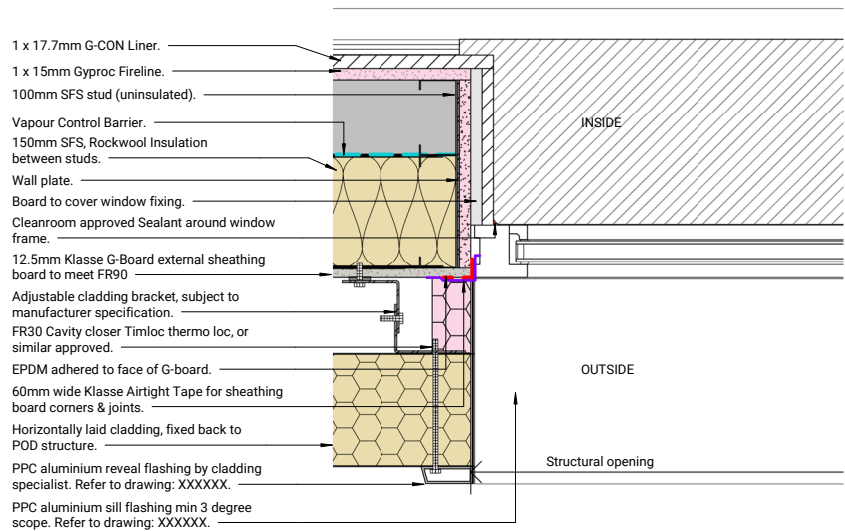 1 x 17.7mm G-CON Liner.
1 x 15mm Gyproc Fireline.
100mm SFS stud (uninsulated).
Vapour Control Barrier.
150mm SFS, Rockwool Insulation
between studs.
Wall plate.
Board to cover window fixing.
Cleanroom approved Sealant around window
frame.
12.5mm Klasse G-Board external sheathing
board to meet FR90
Adjustable cladding bracket, subject to
manufacturer specification.
FR30 Cavity closer Timloc thermo loc, or
similar approved.
EPDM adhered to face of G-board.
60mm wide Klasse Airtight Tape for sheathing
board corners & joints.
Horizontally laid cladding, fixed back to
POD structure.
PPC aluminium reveal flashing by cladding
specialist. Refer to drawing: XXXXXX.
PPC aluminium sill flashing min 3 degree
scope. Refer to drawing: XXXXXX.
INSIDE
OUTSIDE
Structural opening